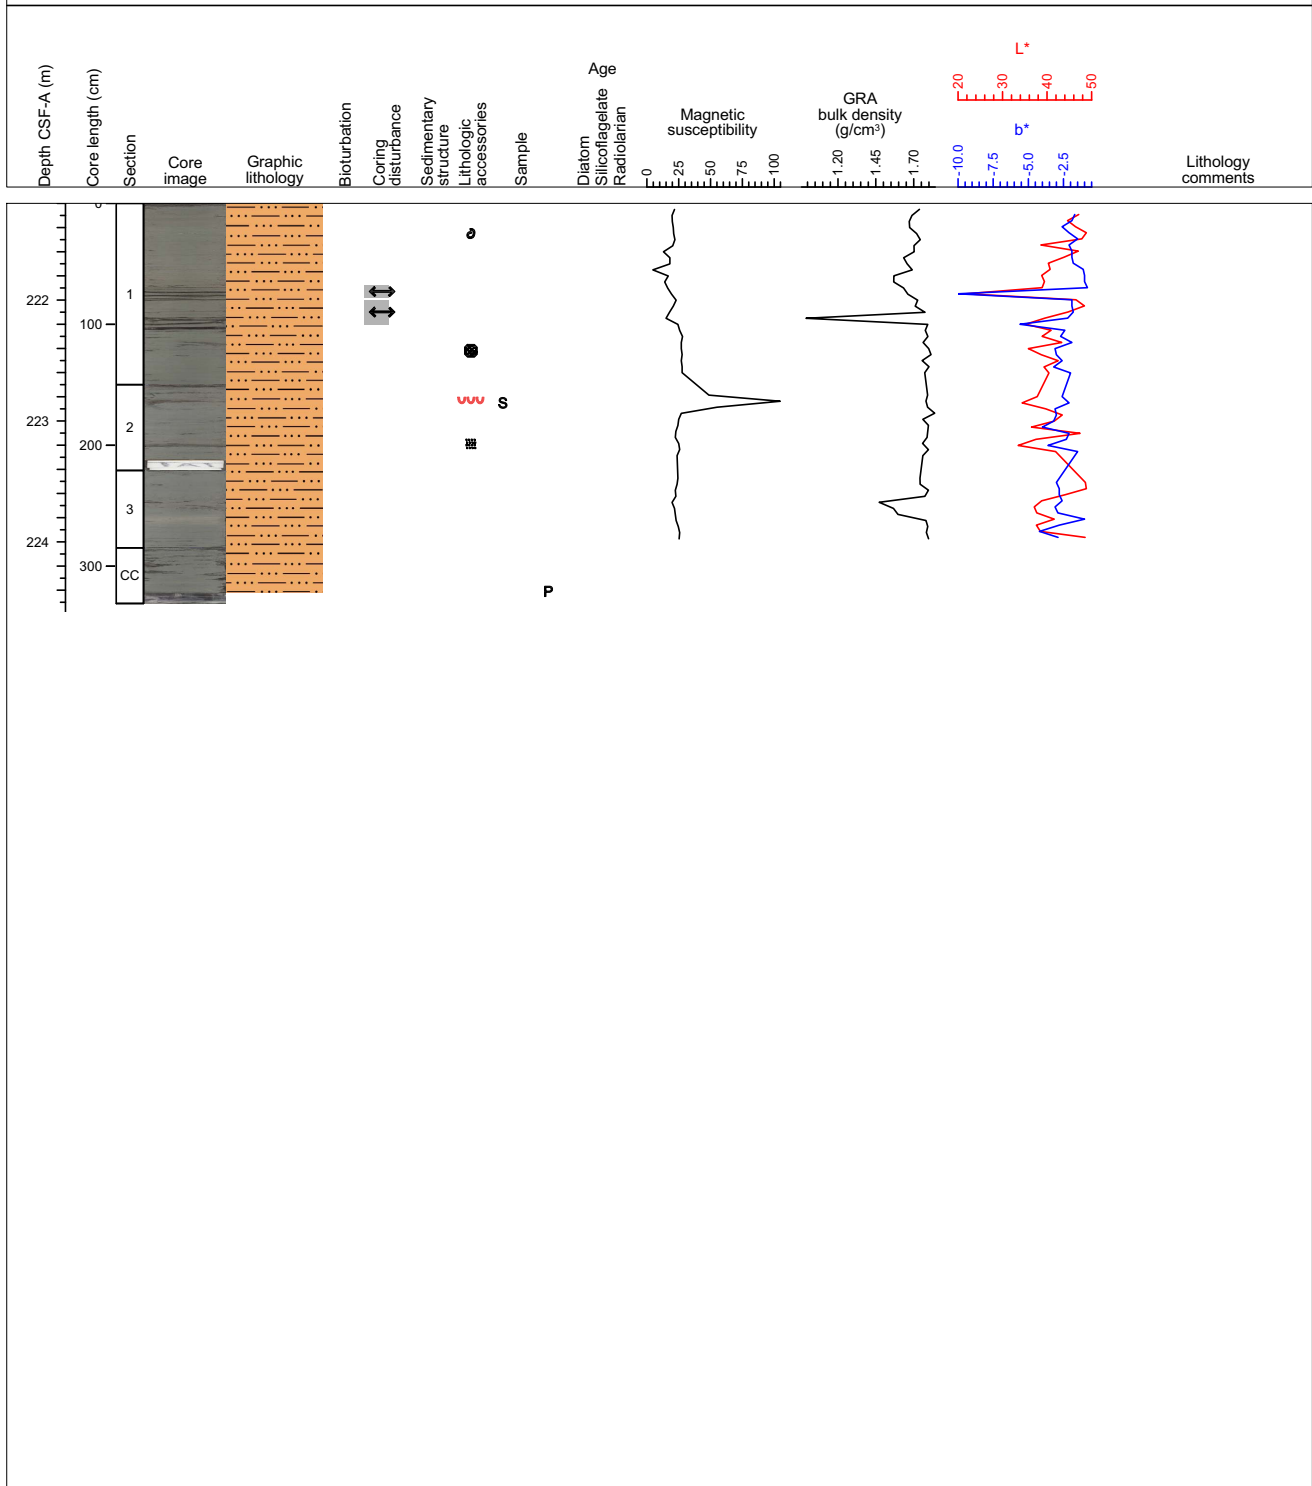 Depth CSF-A (m)
Core length (cm)
Section
Core
image
Graphic
lithology
Bioturbation
Coring
disturbance
Sedimentary
structure
Lithologic
accessories
Sample
Age
Diatom
Silicoflagelate
Radiolarian
Magnetic
susceptibility
0 25 50 75 100
GRA
bulk density
(g/cm³)
1.20 1.45 1.70
L*
20 30 40 50
b*
-10.0 -7.5 -5.0 -2.5
Lithology
comments
0
1
222
100
S
223
2
200
3
224
300
CC
P